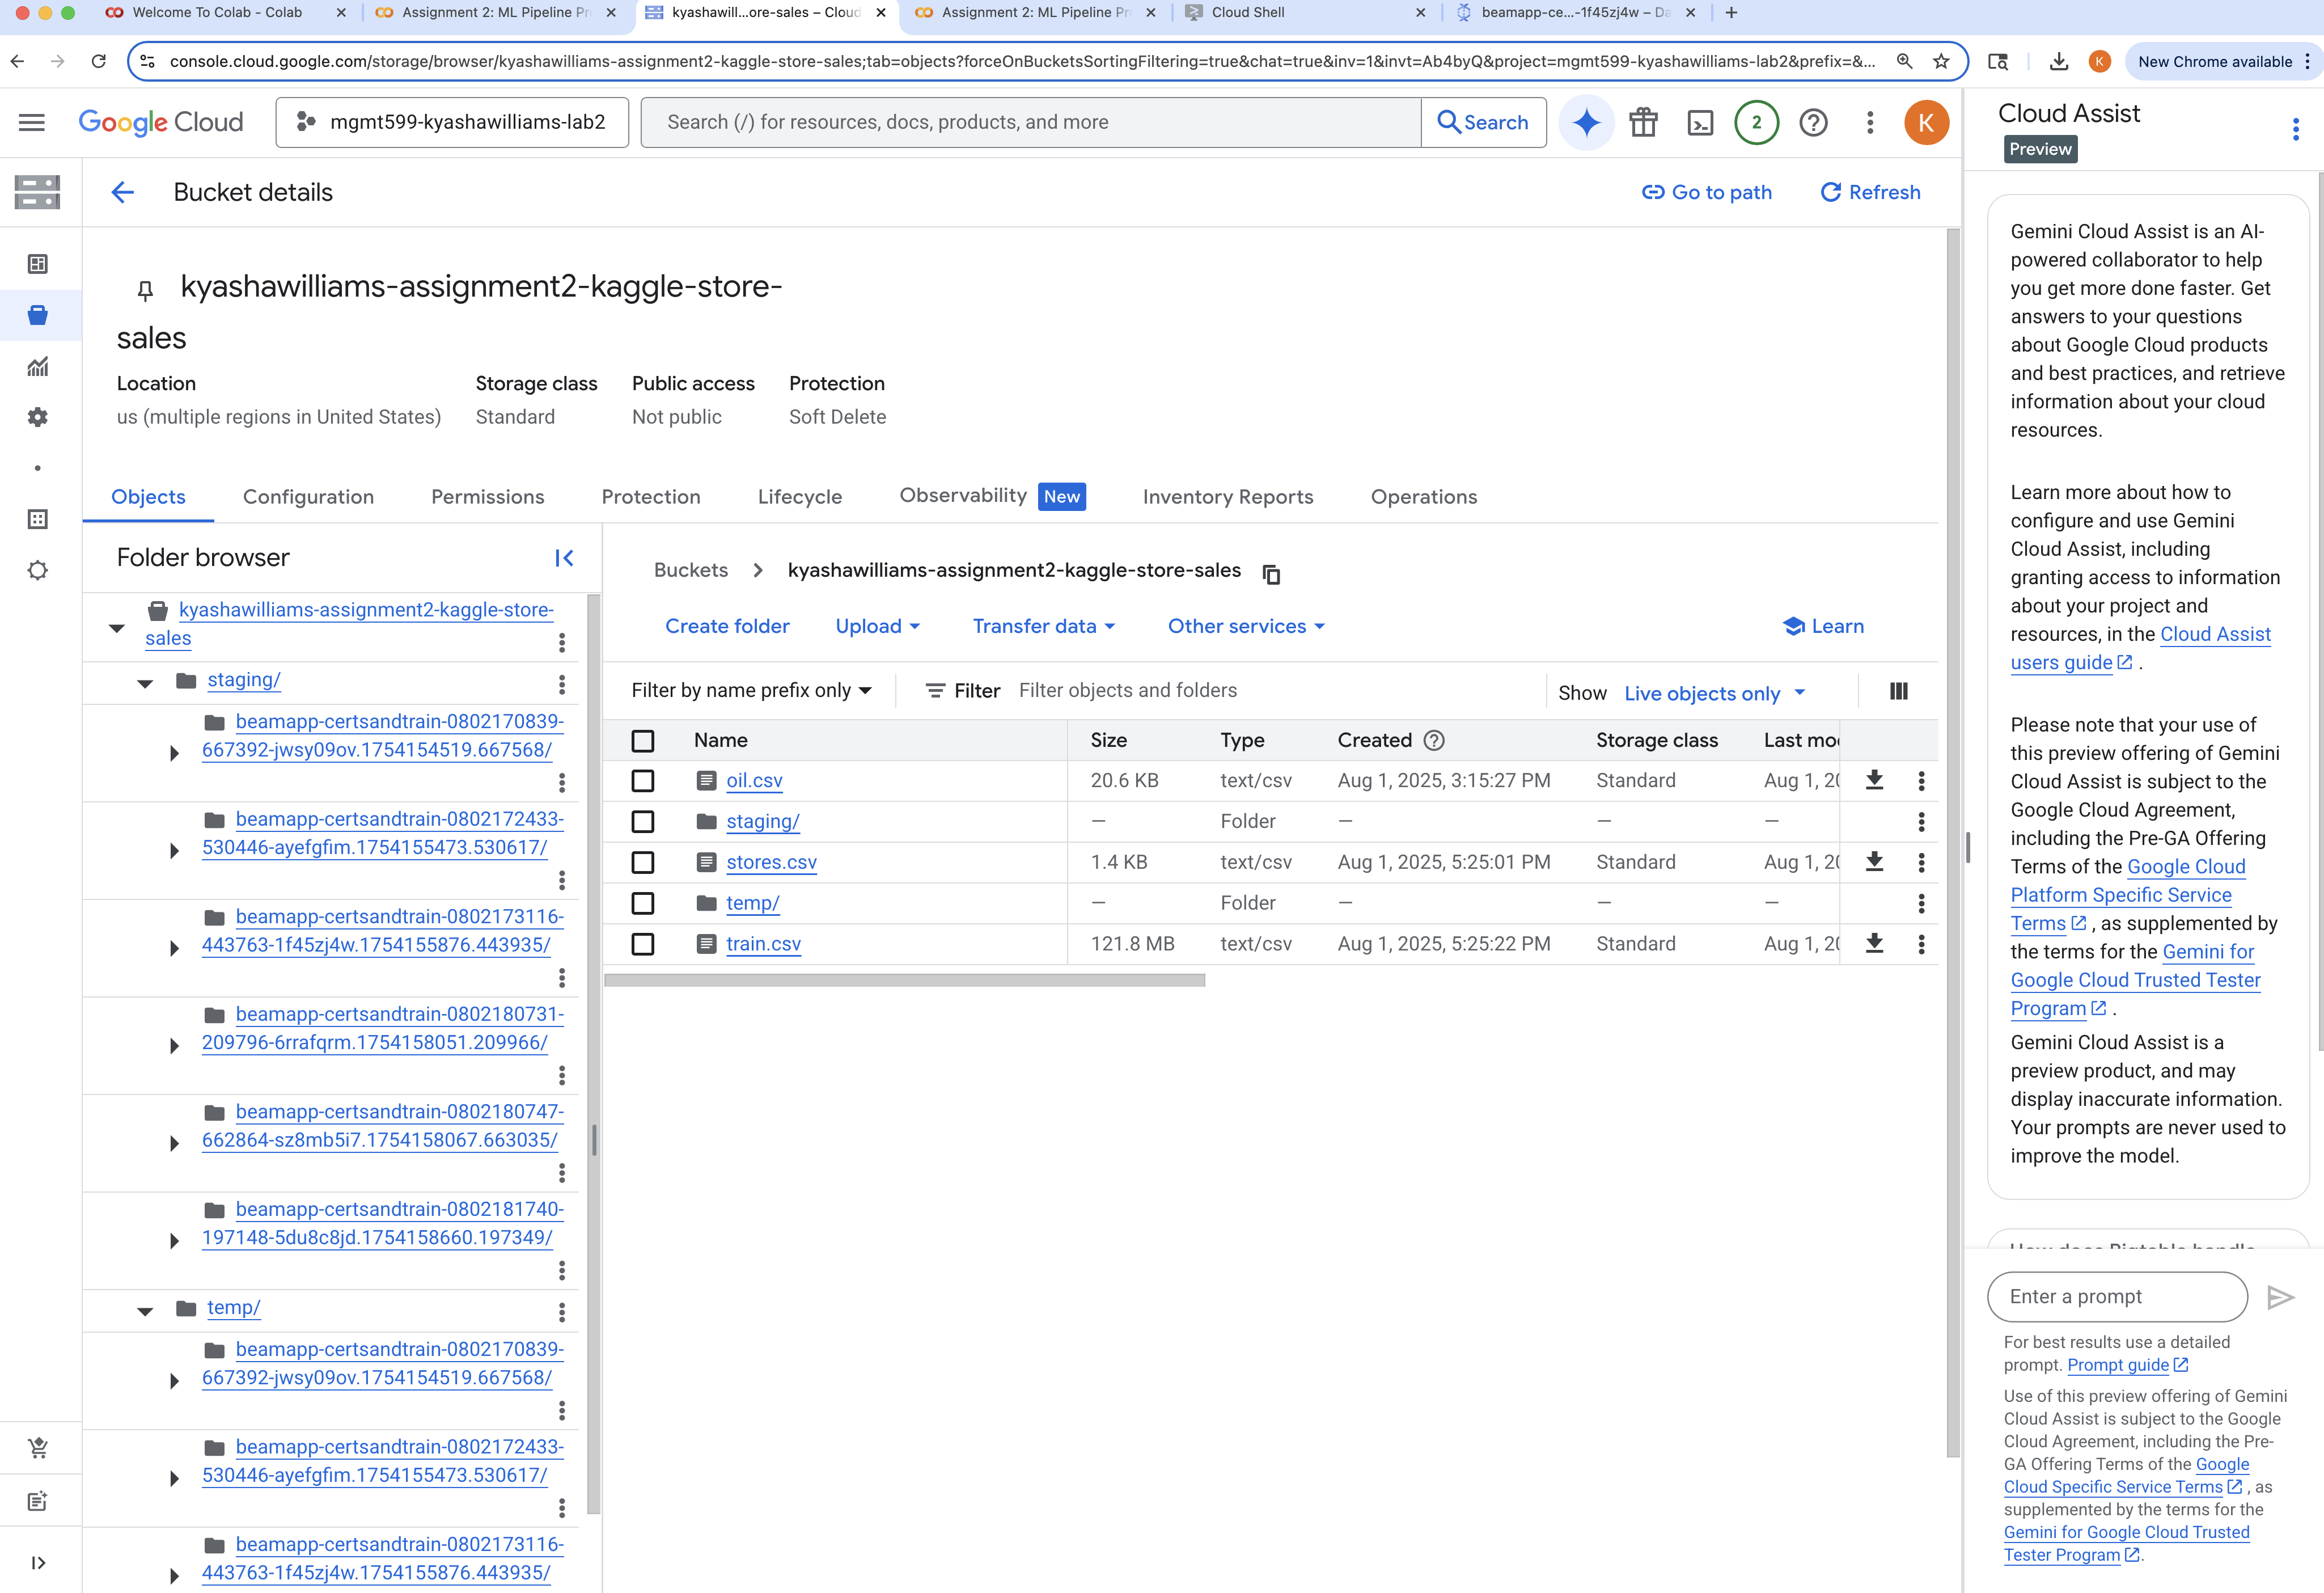 Welcome To Colab - Colab
Assignment 2: ML Pipeline Pr
kyashawill...ore-sales – Cloud
Assignment 2: ML Pipeline Pr
Cloud Shell
beamapp-ce...-1f45zj4w – Da
console.cloud.google.com/storage/browser/kyashawilliams-assignment2-kaggle-store-sales;tab=objects?forceOnBucketsSortingFiltering=true&chat=true&inv=1&invt=Ab4byQ&project=mgmt599-kyashawilliams-lab2&prefix=&...
K
New Chrome available
Google Cloud
mgmt599-kyashawilliams-lab2
Search (/) for resources, docs, products, and more
Search
2
K
Bucket details
Go to path
Refresh
kyashawilliams-assignment2-kaggle-store-
sales
Location Storage class Public access Protection
us (multiple regions in United States) Standard Not public Soft Delete
Objects Configuration Permissions Protection Lifecycle Observability New Inventory Reports Operations
Folder browser
kyashawilliams-assignment2-kaggle-store-
sales
staging/
beamapp-certsandtrain-0802170839-
667392-jwsy09ov.1754154519.667568/
beamapp-certsandtrain-0802172433-
530446-ayefgfim.1754155473.530617/
beamapp-certsandtrain-0802173116-
443763-1f45zj4w.1754155876.443935/
beamapp-certsandtrain-0802180731-
209796-6rrafqrm.1754158051.209966/
beamapp-certsandtrain-0802180747-
662864-sz8mb5i7.1754158067.663035/
beamapp-certsandtrain-0802181740-
197148-5du8c8jd.1754158660.197349/
temp/
beamapp-certsandtrain-0802170839-
667392-jwsy09ov.1754154519.667568/
beamapp-certsandtrain-0802172433-
530446-ayefgfim.1754155473.530617/
beamapp-certsandtrain-0802173116-
443763-1f45zj4w.1754155876.443935/
Buckets kyashawilliams-assignment2-kaggle-store-sales
Create folder Upload Transfer data Other services Learn
Filter by name prefix only Filter Filter objects and folders Show Live objects only
Name Size Type Created Storage class Last mo
oil.csv 20.6 KB text/csv Aug 1, 2025, 3:15:27 PM Standard Aug 1, 20
staging/ — Folder — — —
stores.csv 1.4 KB text/csv Aug 1, 2025, 5:25:01 PM Standard Aug 1, 20
temp/ — Folder — — —
train.csv 121.8 MB text/csv Aug 1, 2025, 5:25:22 PM Standard Aug 1, 20
Cloud Assist
Preview
Gemini Cloud Assist is an AI-
powered collaborator to help
you get more done faster. Get
answers to your questions
about Google Cloud products
and best practices, and retrieve
information about your cloud
resources.
Learn more about how to
configure and use Gemini
Cloud Assist, including
granting access to information
about your project and
resources, in the Cloud Assist
users guide .
Please note that your use of
this preview offering of Gemini
Cloud Assist is subject to the
Google Cloud Agreement,
including the Pre-GA Offering
Terms of the Google Cloud
Platform Specific Service
Terms , as supplemented by
the terms for the Gemini for
Google Cloud Trusted Tester
Program .
Gemini Cloud Assist is a
preview product, and may
display inaccurate information.
Your prompts are never used to
improve the model.
How does Bigtable handle
Enter a prompt
For best results use a detailed
prompt. Prompt guide
Use of this preview offering of Gemini
Cloud Assist is subject to the Google
Cloud Agreement, including the Pre-
GA Offering Terms of the Google
Cloud Specific Service Terms , as
supplemented by the terms for the
Gemini for Google Cloud Trusted
Tester Program .